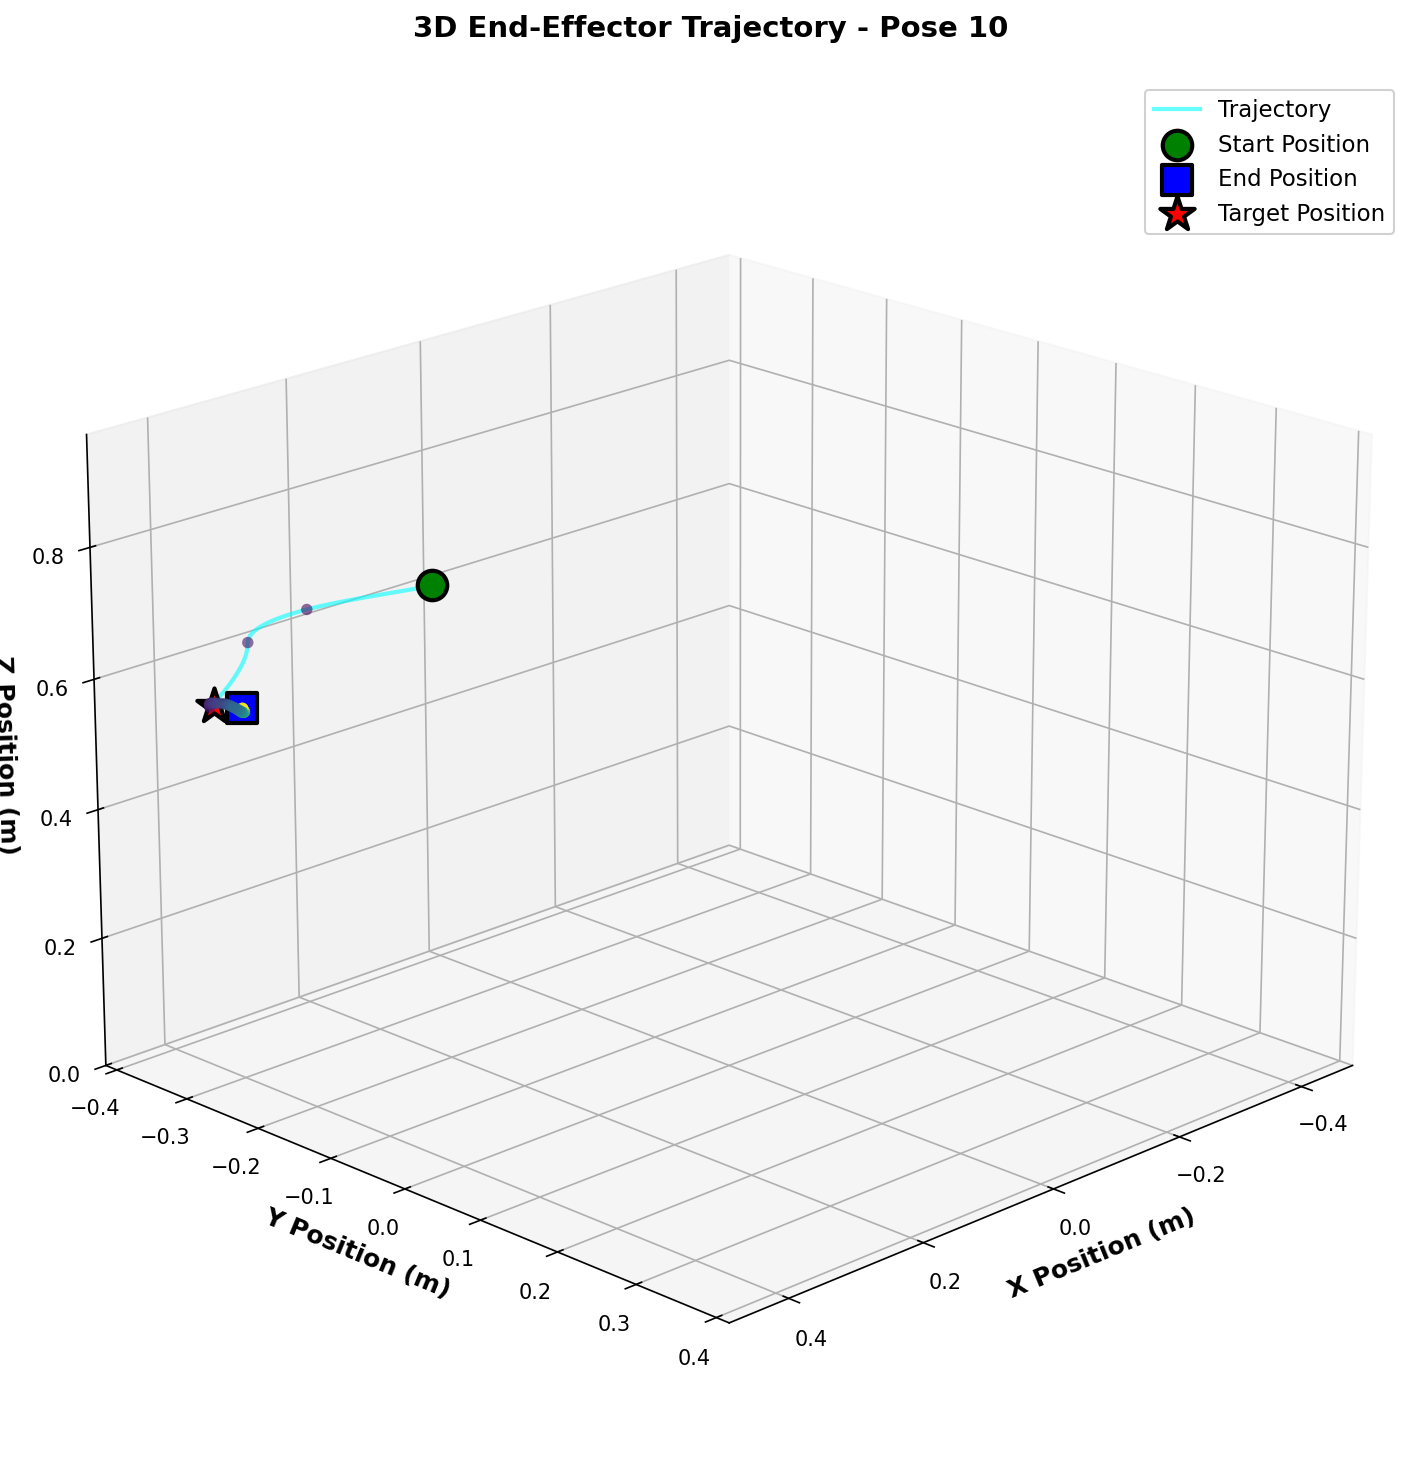 3D End-Effector Trajectory - Pose 10
Trajectory
Start Position
End Position
Target Position
0.8
0.6
0.4
0.2
0.0
Z Position (m)
−0.4
−0.3
−0.2
−0.1
0.0
0.1
0.2
0.3
0.4
Y Position (m)
−0.4
−0.2
0.0
0.2
0.4
X Position (m)